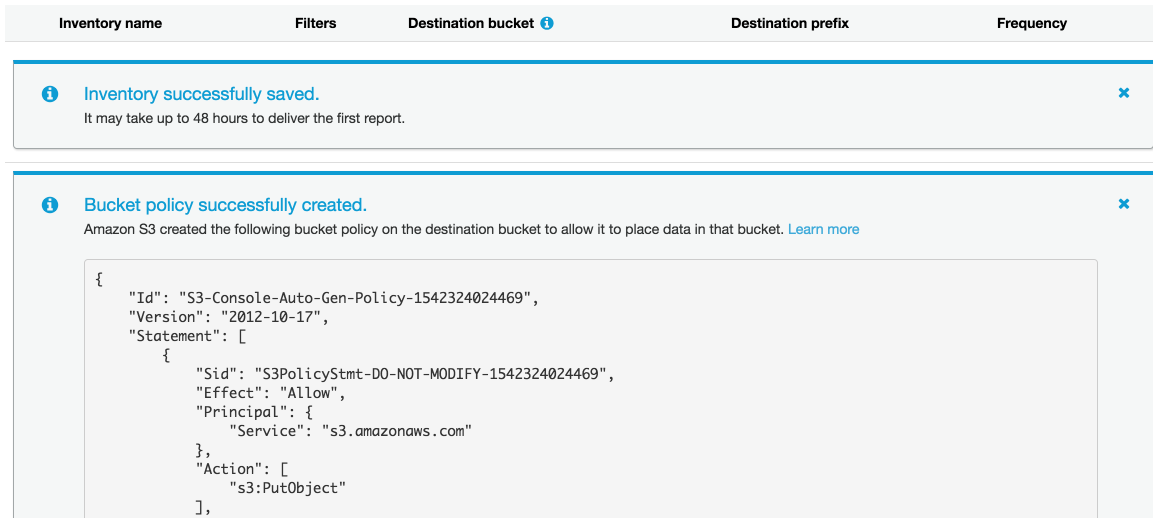 Inventory name Filters Destination bucket Destination prefix Frequency
Inventory successfully saved.
It may take up to 48 hours to deliver the first report.
Bucket policy successfully created.
Amazon S3 created the following bucket policy on the destination bucket to allow it to place data in that bucket. Learn more
{
    "Id": "S3-Console-Auto-Gen-Policy-1542324024469",
    "Version": "2012-10-17",
    "Statement": [
        {
            "Sid": "S3PolicyStmt-DO-NOT-MODIFY-1542324024469",
            "Effect": "Allow",
            "Principal": {
                "Service": "s3.amazonaws.com"
            },
            "Action": [
                "s3:PutObject"
            ],